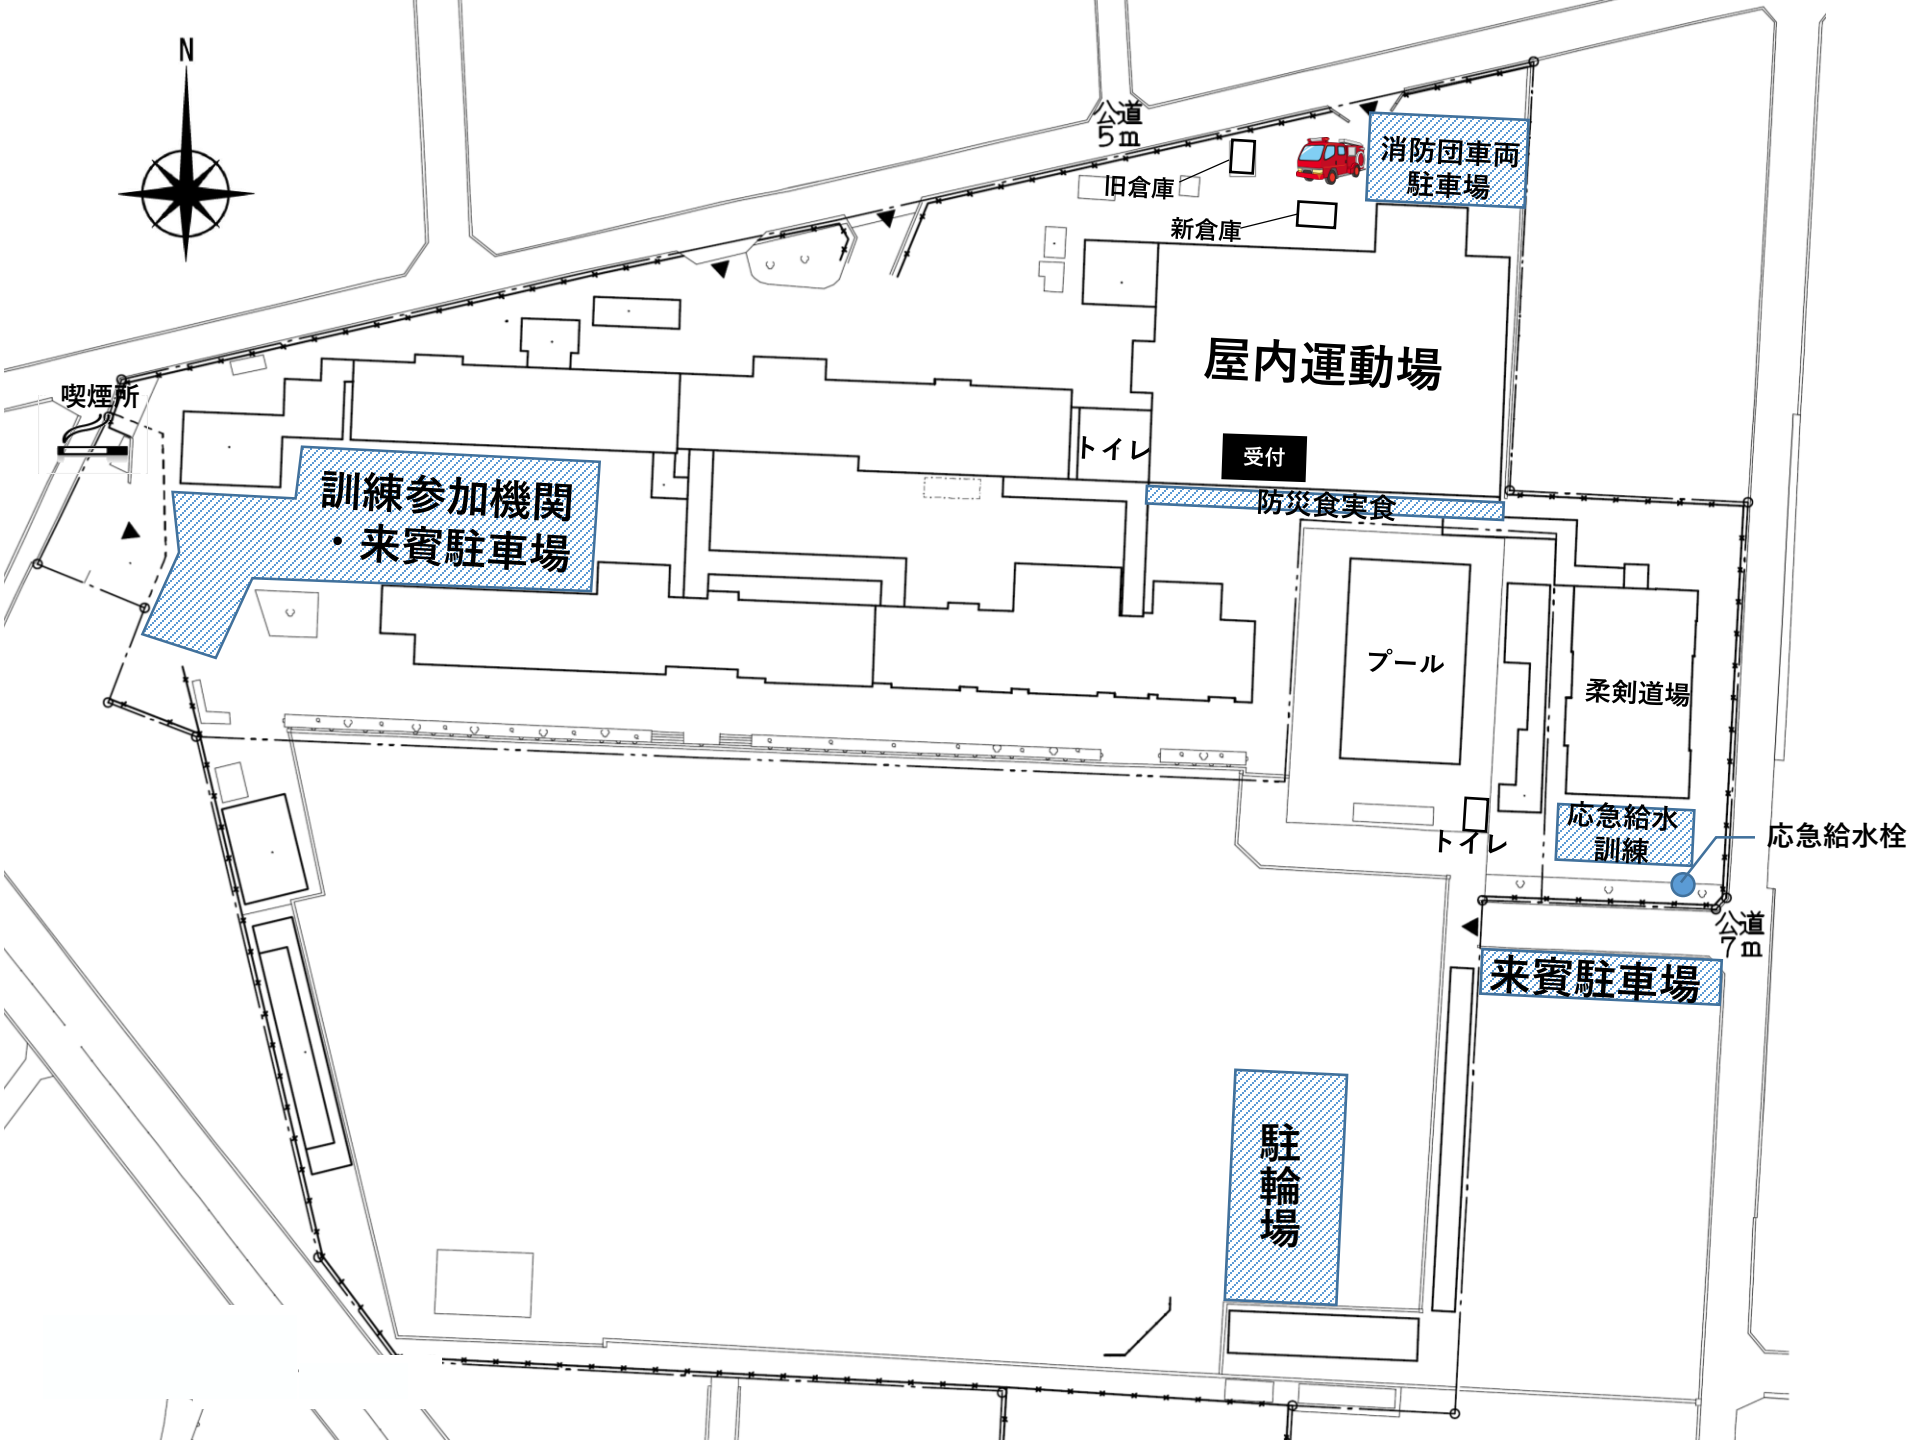 N
公道
5m
消防団車両
駐車場
旧倉庫
新倉庫
屋内運動場
喫煙所
トイレ
受付
防災食実食
訓練参加機関
・来賓駐車場
プール
柔剣道場
応急給水
訓練
トイレ
応急給水栓
公道
7m
来賓駐車場
駐輪場